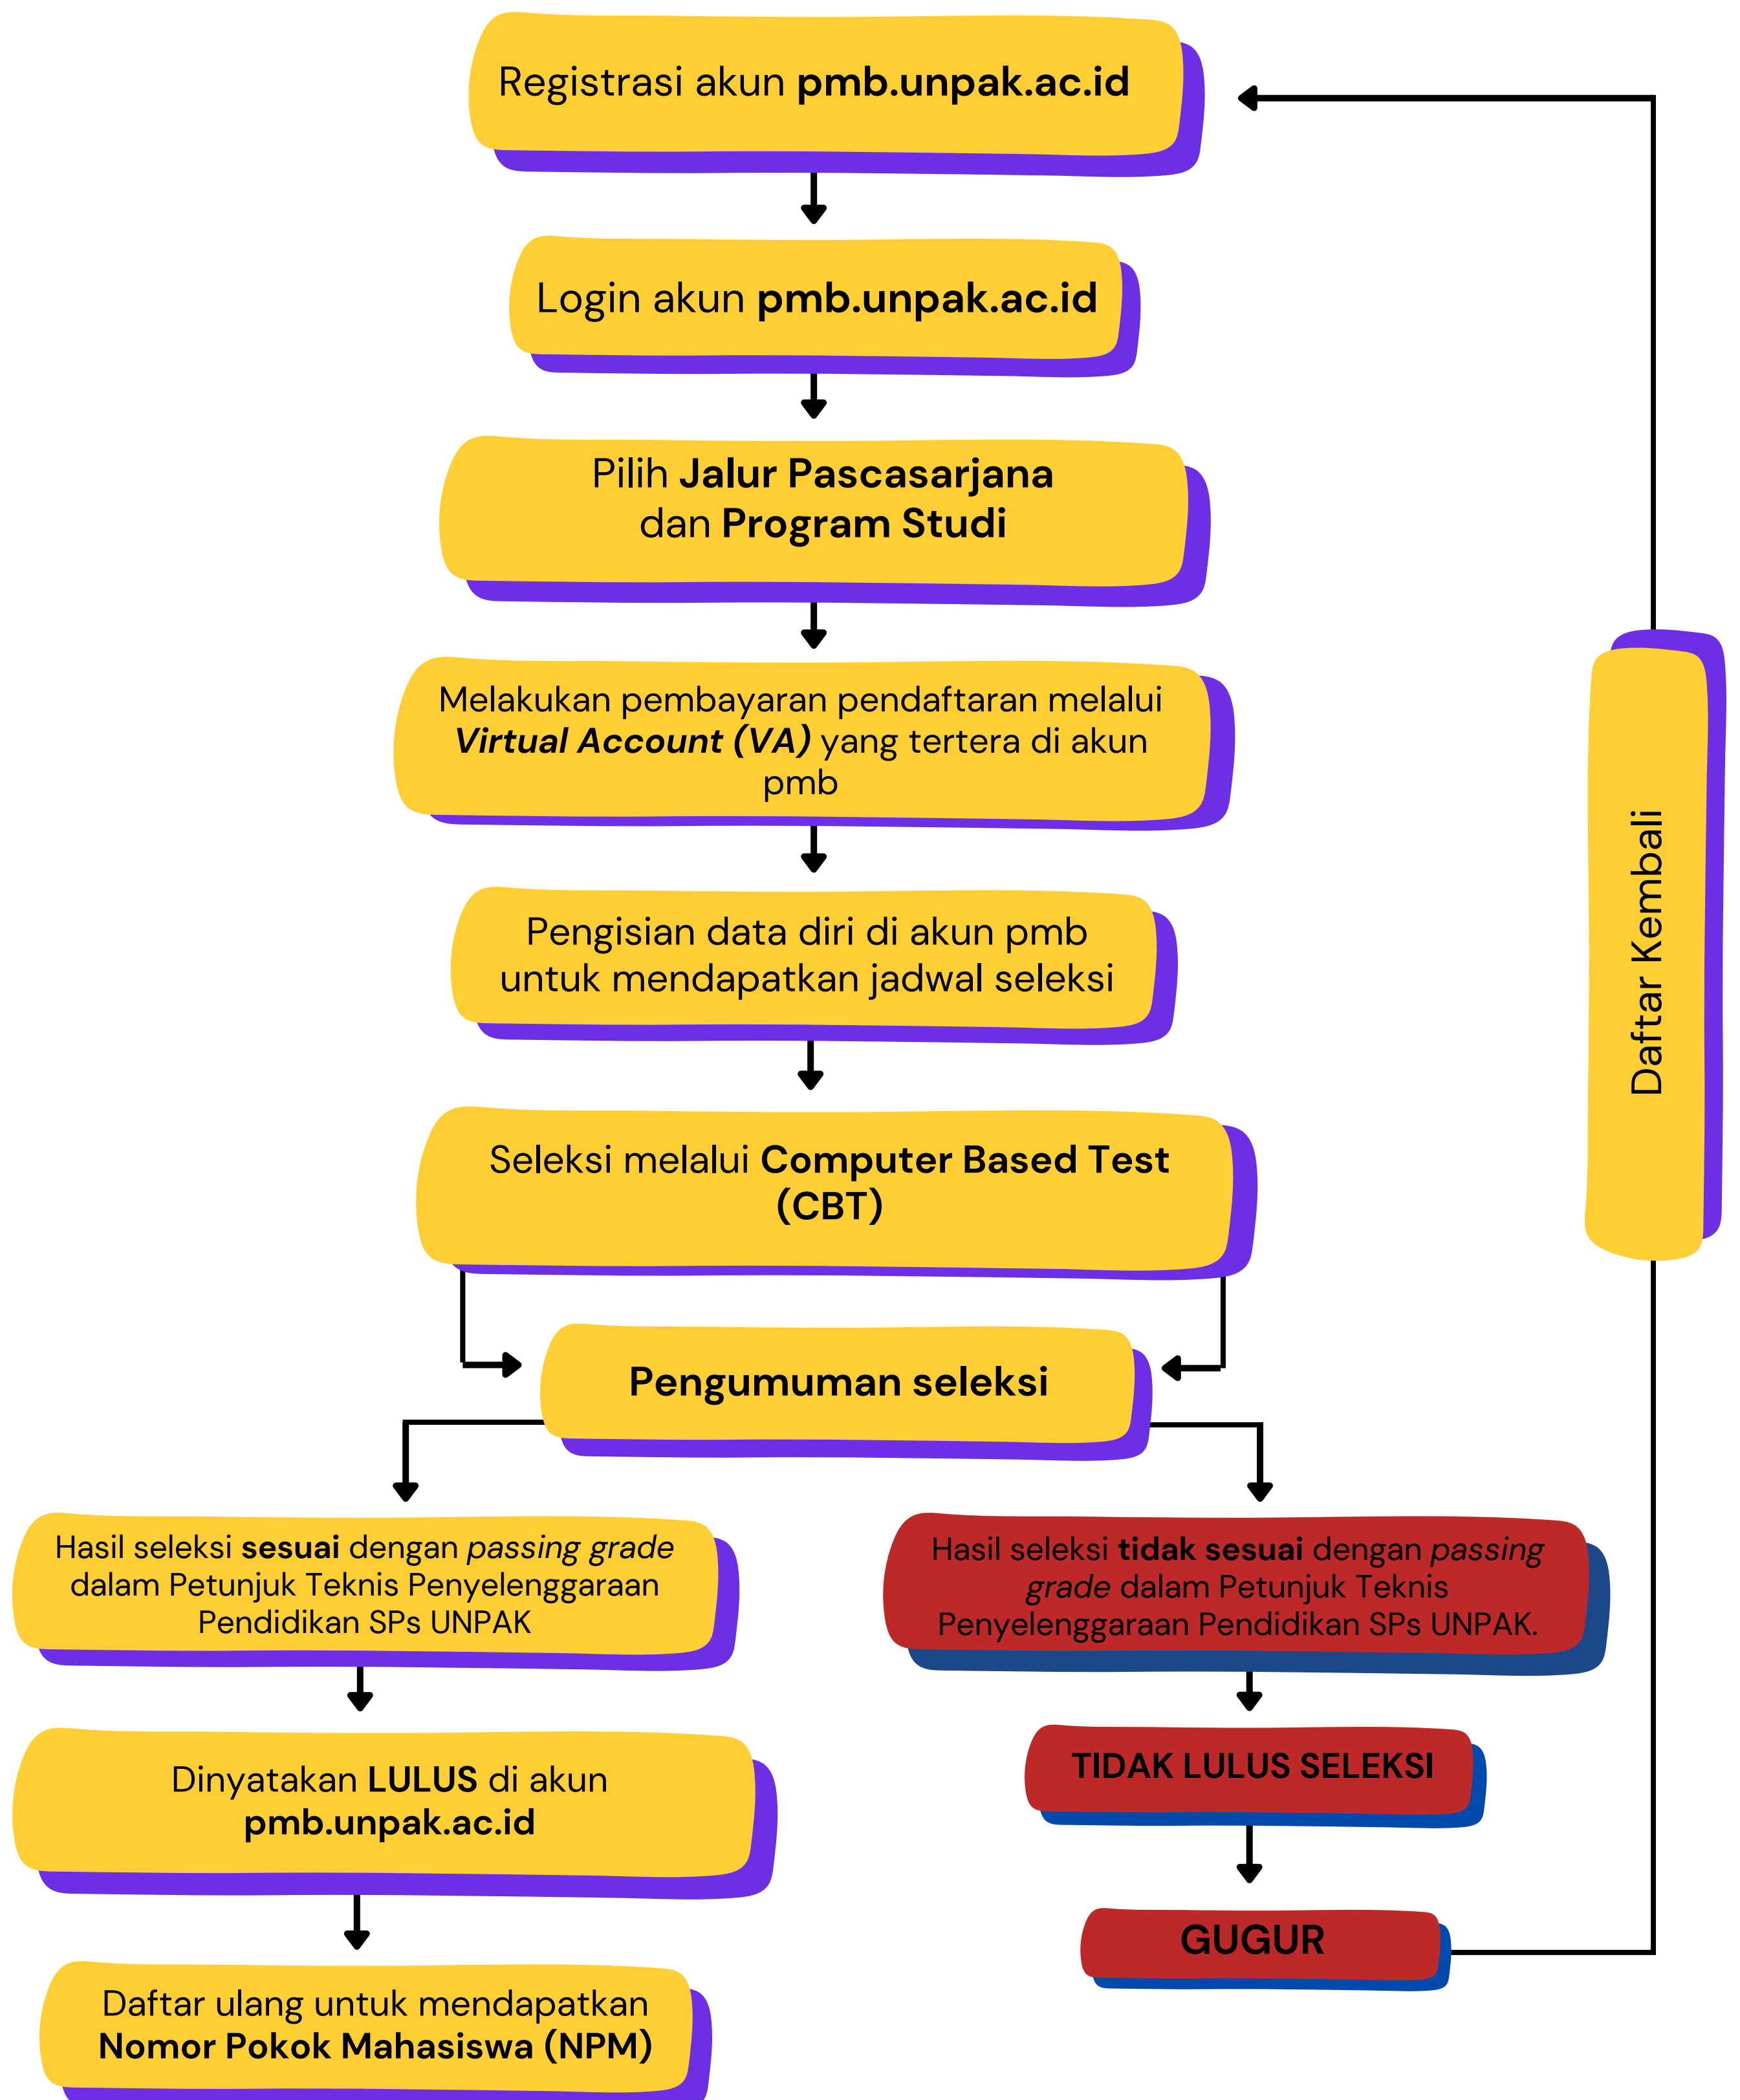 Registrasi akun pmb.unpak.ac.id
Login akun pmb.unpak.ac.id
Pilih Jalur Pascasarjana
dan Program Studi
Melakukan pembayaran pendaftaran melalui
Virtual Account (VA) yang tertera di akun
pmb
Pengisian data diri di akun pmb
untuk mendapatkan jadwal seleksi
Seleksi melalui Computer Based Test
(CBT)
Pengumuman seleksi
Hasil seleksi sesuai dengan passing grade
dalam Petunjuk Teknis Penyelenggaraan
Pendidikan SPs UNPAK
Dinyatakan LULUS di akun
pmb.unpak.ac.id
Daftar ulang untuk mendapatkan
Nomor Pokok Mahasiswa (NPM)
Hasil seleksi tidak sesuai dengan passing
grade dalam Petunjuk Teknis
Penyelenggaraan Pendidikan SPs UNPAK.
TIDAK LULUS SELEKSI
GUGUR
Daftar Kembali